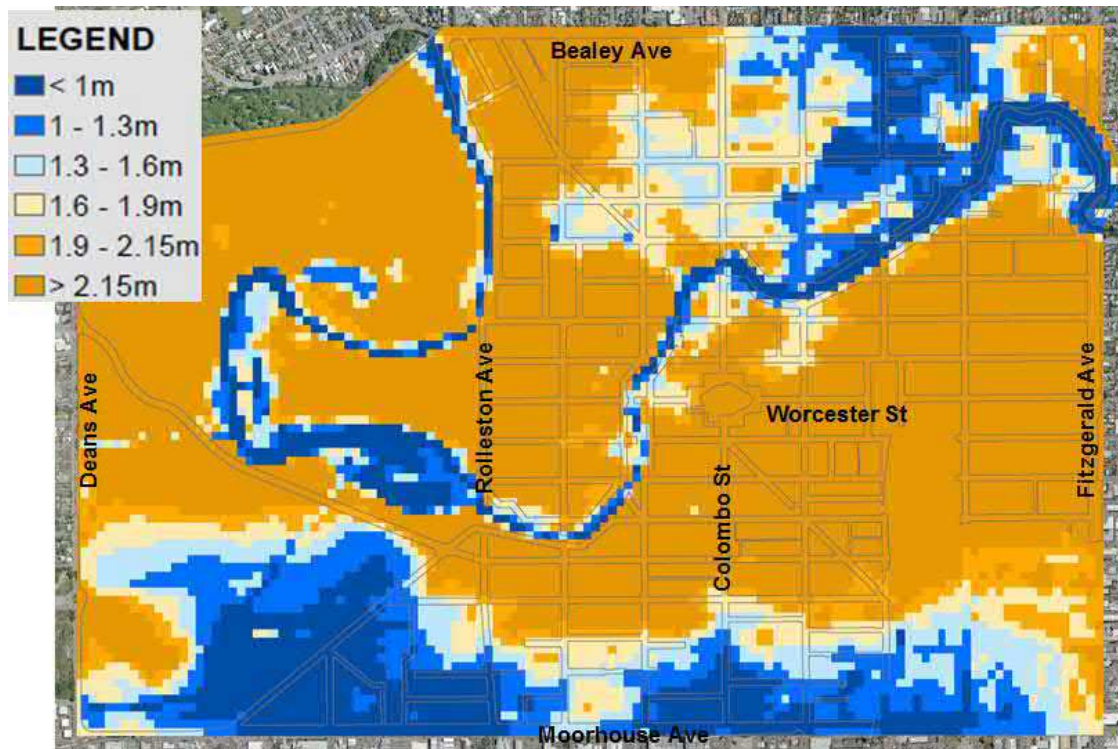 LEGEND
< 1m
1 - 1.3m
1.3 - 1.6m
1.6 - 1.9m
1.9 - 2.15m
> 2.15m
Bealey Ave
Deans Ave
Rolleston Ave
Worcester St
Colombo St
Fitzgerald Ave
Moorhouse Ave